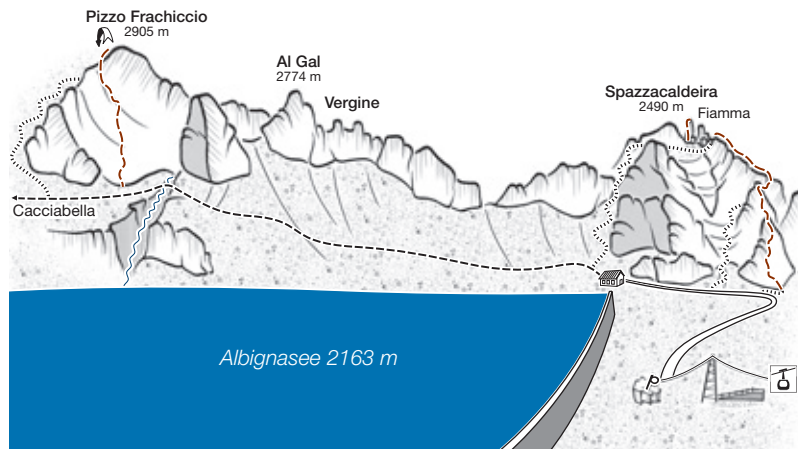 Pizzo Frachiccio
2905 m
Al Gal
2774 m
Vergine
Spazzacaldeira
2490 m
Fiamma
Cacciabella
Albignasee 2163 m
P